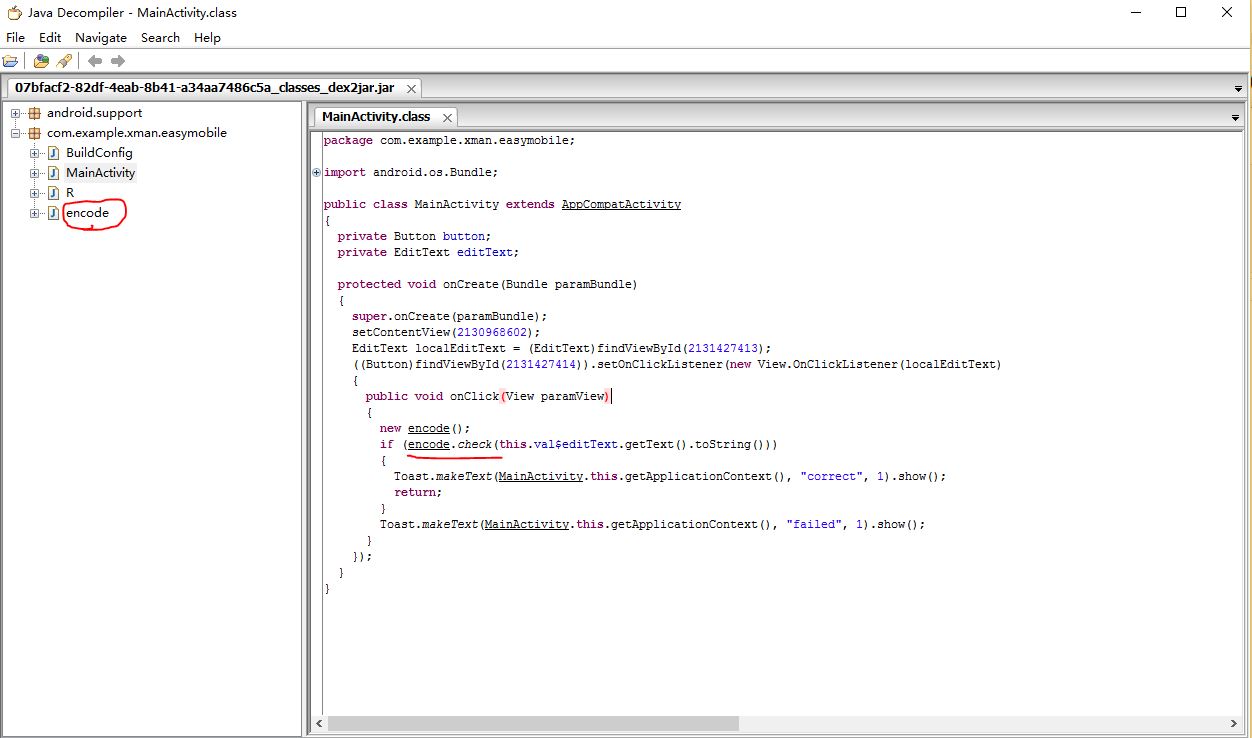 Java Decompiler - MainActivity.class
File Edit Navigate Search Help
07bfacf2-82df-4eab-8b41-a34aa7486c5a_classes_dex2jar.jar
android.support
com.example.xman.easymobile
BuildConfig
MainActivity
R
encode
MainActivity.class
package com.example.xman.easymobile;
import android.os.Bundle;
public class MainActivity extends AppCompatActivity
{
private Button button;
private EditText editText;
protected void onCreate(Bundle paramBundle)
{
super.onCreate(paramBundle);
setContentView(2130968602);
EditText localEditText = (EditText)findViewById(2131427413);
((Button)findViewById(2131427414)).setOnClickListener(new View.OnClickListener(localEditText)
{
public void onClick(View paramView)
{
new encode();
if (encode.check(this.val$editText.getText().toString()))
{
Toast.makeText(MainActivity.this.getApplicationContext(), "correct", 1).show();
return;
}
Toast.makeText(MainActivity.this.getApplicationContext(), "failed", 1).show();
}
});
}
}